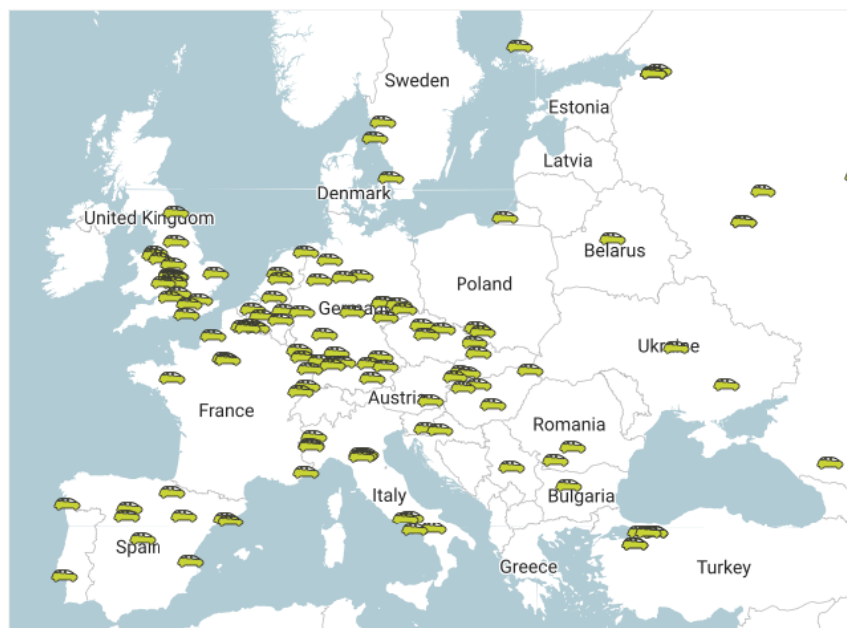 Sweden
Estonia
Latvia
Denmark
United Kingdom
Belarus
Poland
Germany
Ukraine
Austria
France
Romania
Italy
Bulgaria
Spain
Greece
Turkey